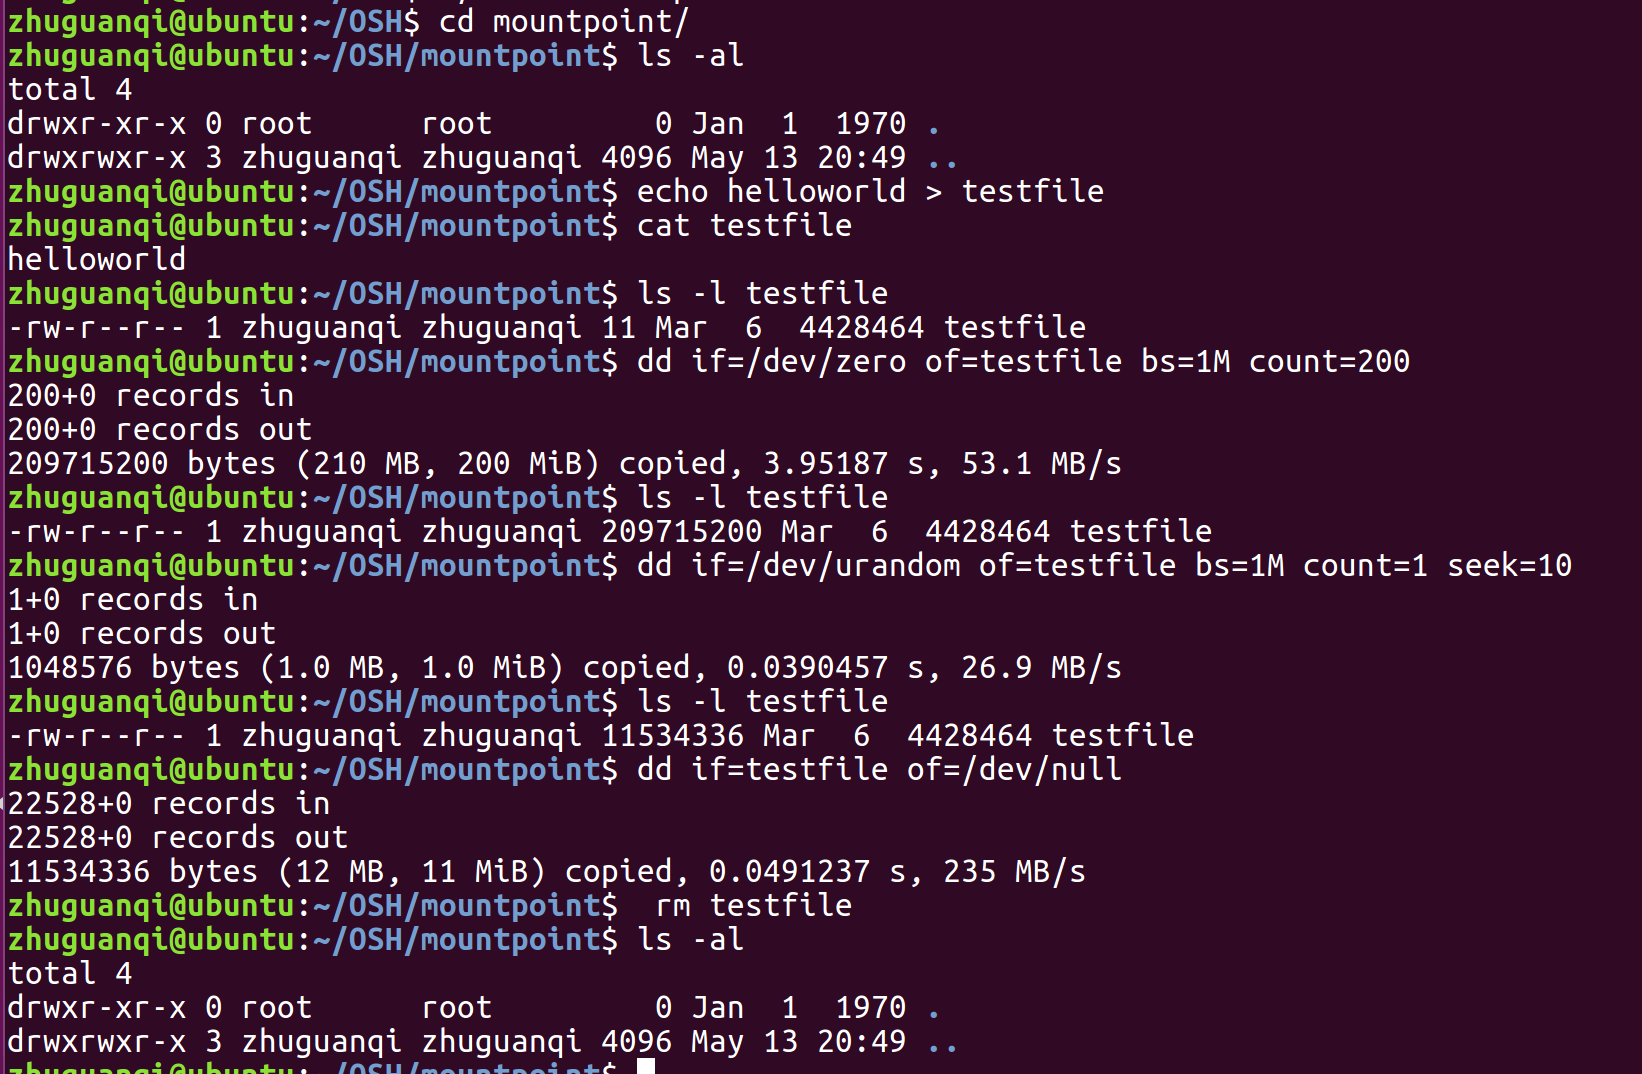 zhuguanqi@ubuntu:~/OSH$ cd mountpoint/
zhuguanqi@ubuntu:~/OSH/mountpoint$ ls -al
total 4
drwxr-xr-x 0 root      root         0 Jan  1  1970 .
drwxrwxr-x 3 zhuguanqi zhuguanqi 4096 May 13 20:49 ..
zhuguanqi@ubuntu:~/OSH/mountpoint$ echo helloworld > testfile
zhuguanqi@ubuntu:~/OSH/mountpoint$ cat testfile
helloworld
zhuguanqi@ubuntu:~/OSH/mountpoint$ ls -l testfile
-rw-r--r-- 1 zhuguanqi zhuguanqi 11 Mar  6  4428464 testfile
zhuguanqi@ubuntu:~/OSH/mountpoint$ dd if=/dev/zero of=testfile bs=1M count=200
200+0 records in
200+0 records out
209715200 bytes (210 MB, 200 MiB) copied, 3.95187 s, 53.1 MB/s
zhuguanqi@ubuntu:~/OSH/mountpoint$ ls -l testfile
-rw-r--r-- 1 zhuguanqi zhuguanqi 209715200 Mar  6  4428464 testfile
zhuguanqi@ubuntu:~/OSH/mountpoint$ dd if=/dev/urandom of=testfile bs=1M count=1 seek=10
1+0 records in
1+0 records out
1048576 bytes (1.0 MB, 1.0 MiB) copied, 0.0390457 s, 26.9 MB/s
zhuguanqi@ubuntu:~/OSH/mountpoint$ ls -l testfile
-rw-r--r-- 1 zhuguanqi zhuguanqi 11534336 Mar  6  4428464 testfile
zhuguanqi@ubuntu:~/OSH/mountpoint$ dd if=testfile of=/dev/null
22528+0 records in
22528+0 records out
11534336 bytes (12 MB, 11 MiB) copied, 0.0491237 s, 235 MB/s
zhuguanqi@ubuntu:~/OSH/mountpoint$  rm testfile
zhuguanqi@ubuntu:~/OSH/mountpoint$ ls -al
total 4
drwxr-xr-x 0 root      root         0 Jan  1  1970 .
drwxrwxr-x 3 zhuguanqi zhuguanqi 4096 May 13 20:49 ..
zhuguanqi@ubuntu:~/OSH/mountpoint$